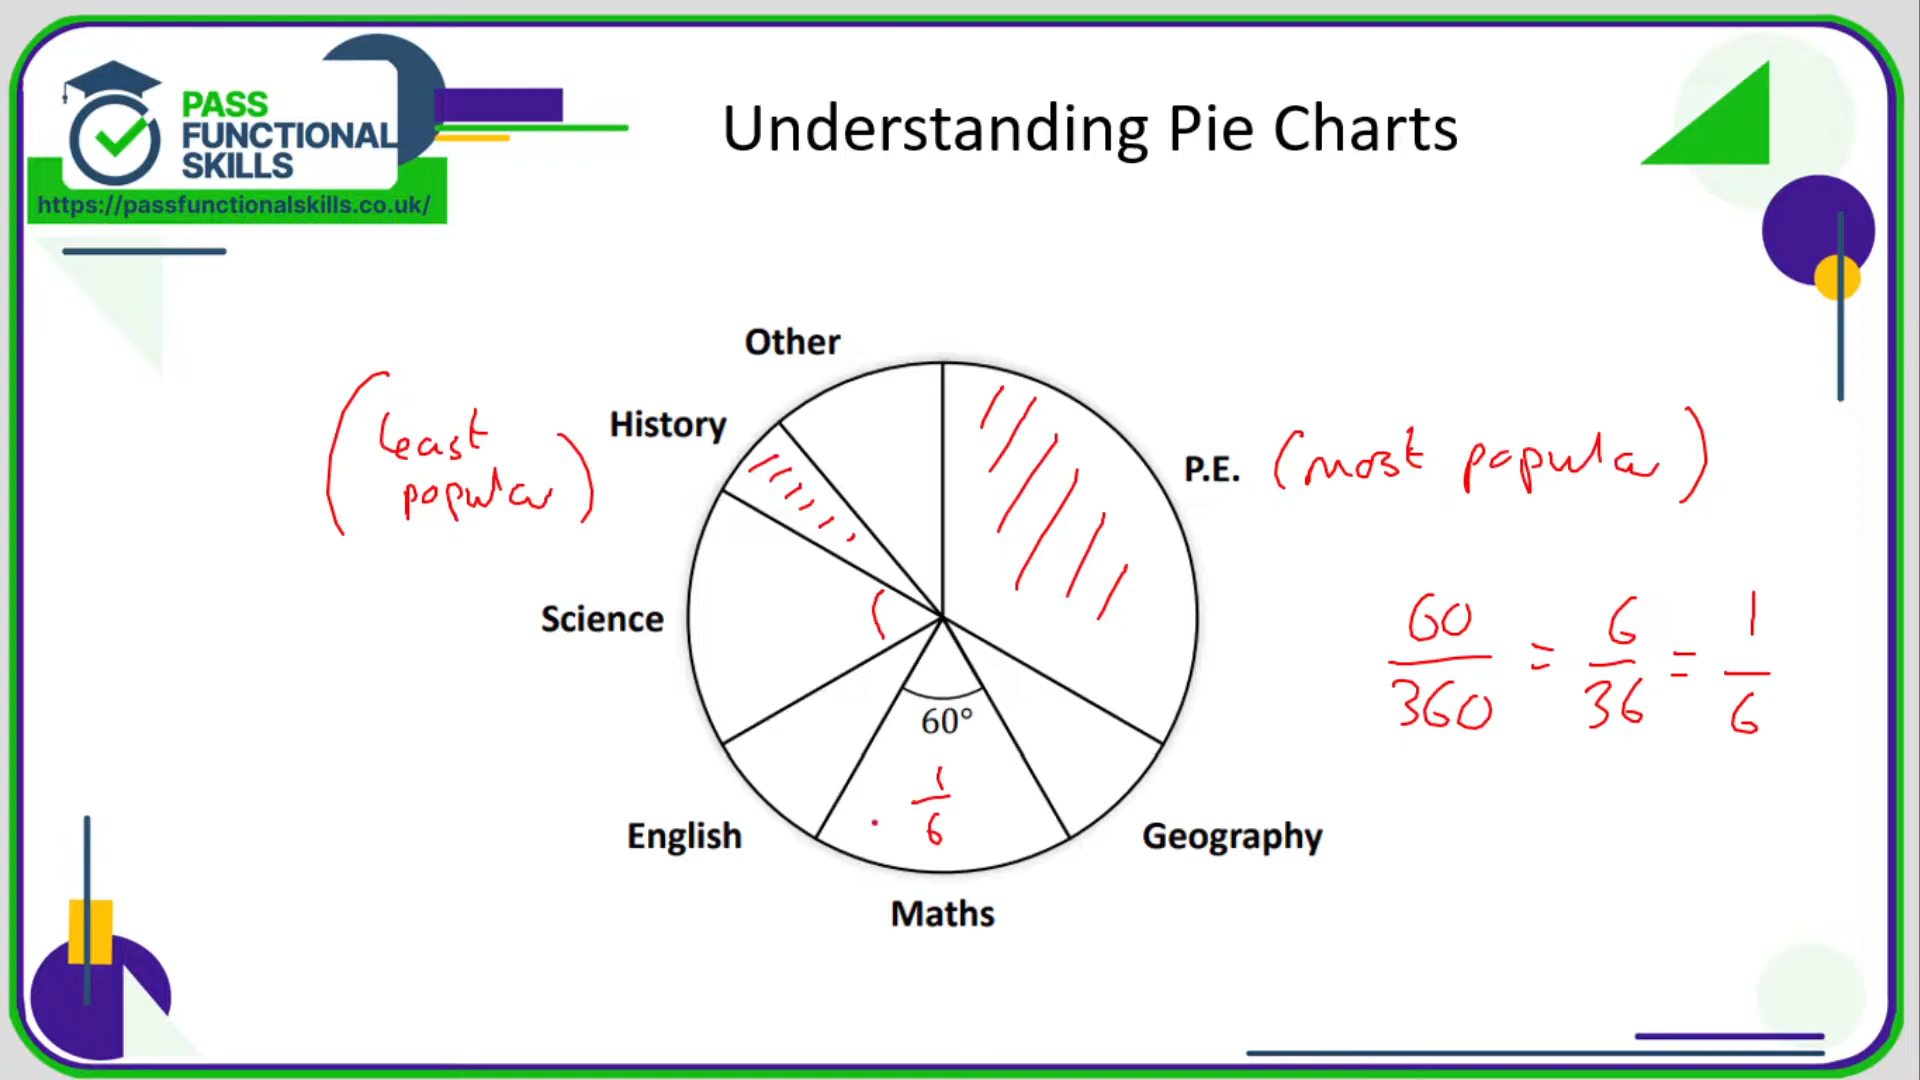 PASS
FUNCTIONAL
SKILLS
https://passfunctionalskills.co.uk/
Understanding Pie Charts
Other
History
(least
popular)
P.E. (most popular)
Science
60°
60/360 = 6/36 = 1/6
1/6
English
Geography
Maths